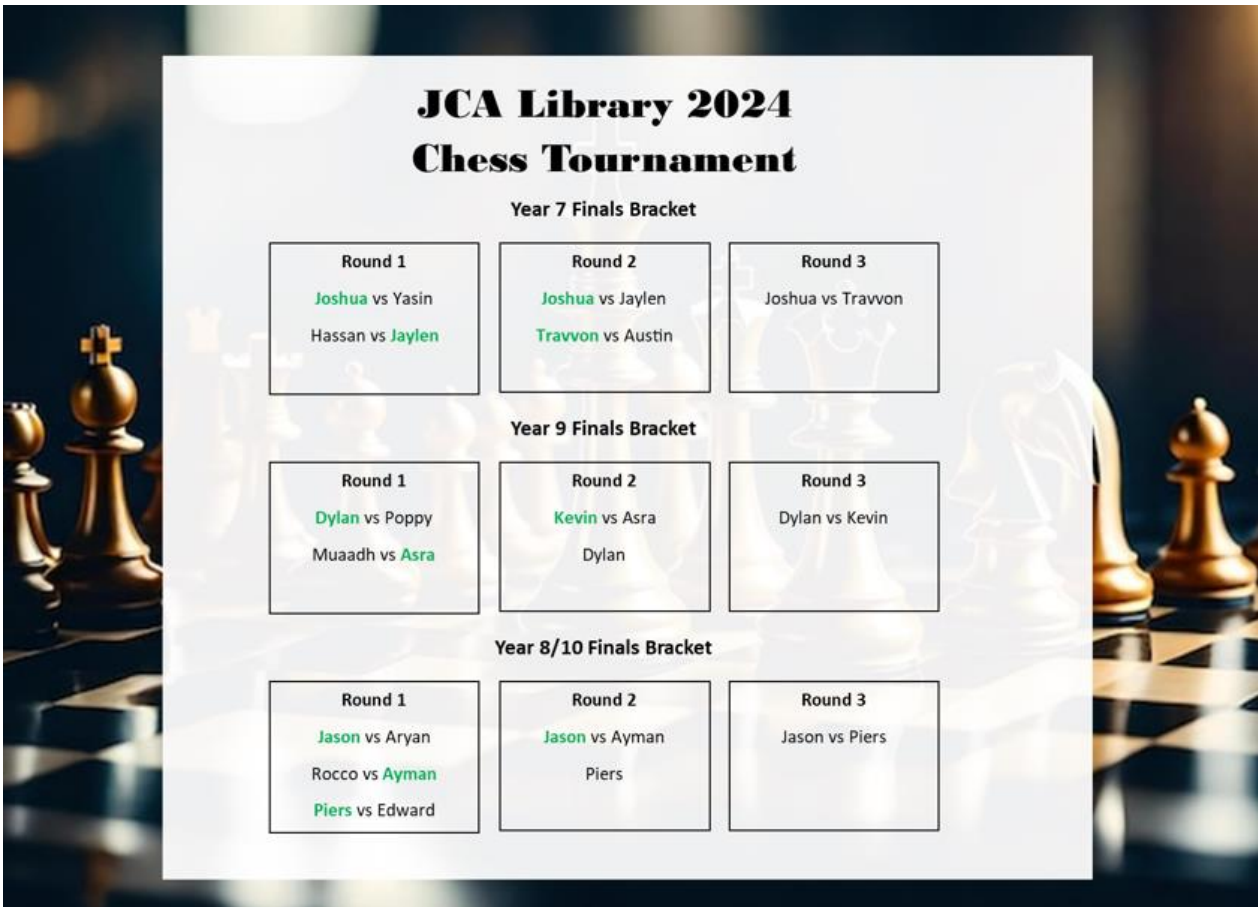 JCA Library 2024
Chess Tournament
Year 7 Finals Bracket
Round 1
Joshua vs Yasin
Hassan vs Jaylen
Round 2
Joshua vs Jaylen
Travvon vs Austin
Round 3
Joshua vs Travvon
Year 9 Finals Bracket
Round 1
Dylan vs Poppy
Muaadh vs Asra
Round 2
Kevin vs Asra
Dylan
Round 3
Dylan vs Kevin
Year 8/10 Finals Bracket
Round 1
Jason vs Aryan
Rocco vs Ayman
Piers vs Edward
Round 2
Jason vs Ayman
Piers
Round 3
Jason vs Piers